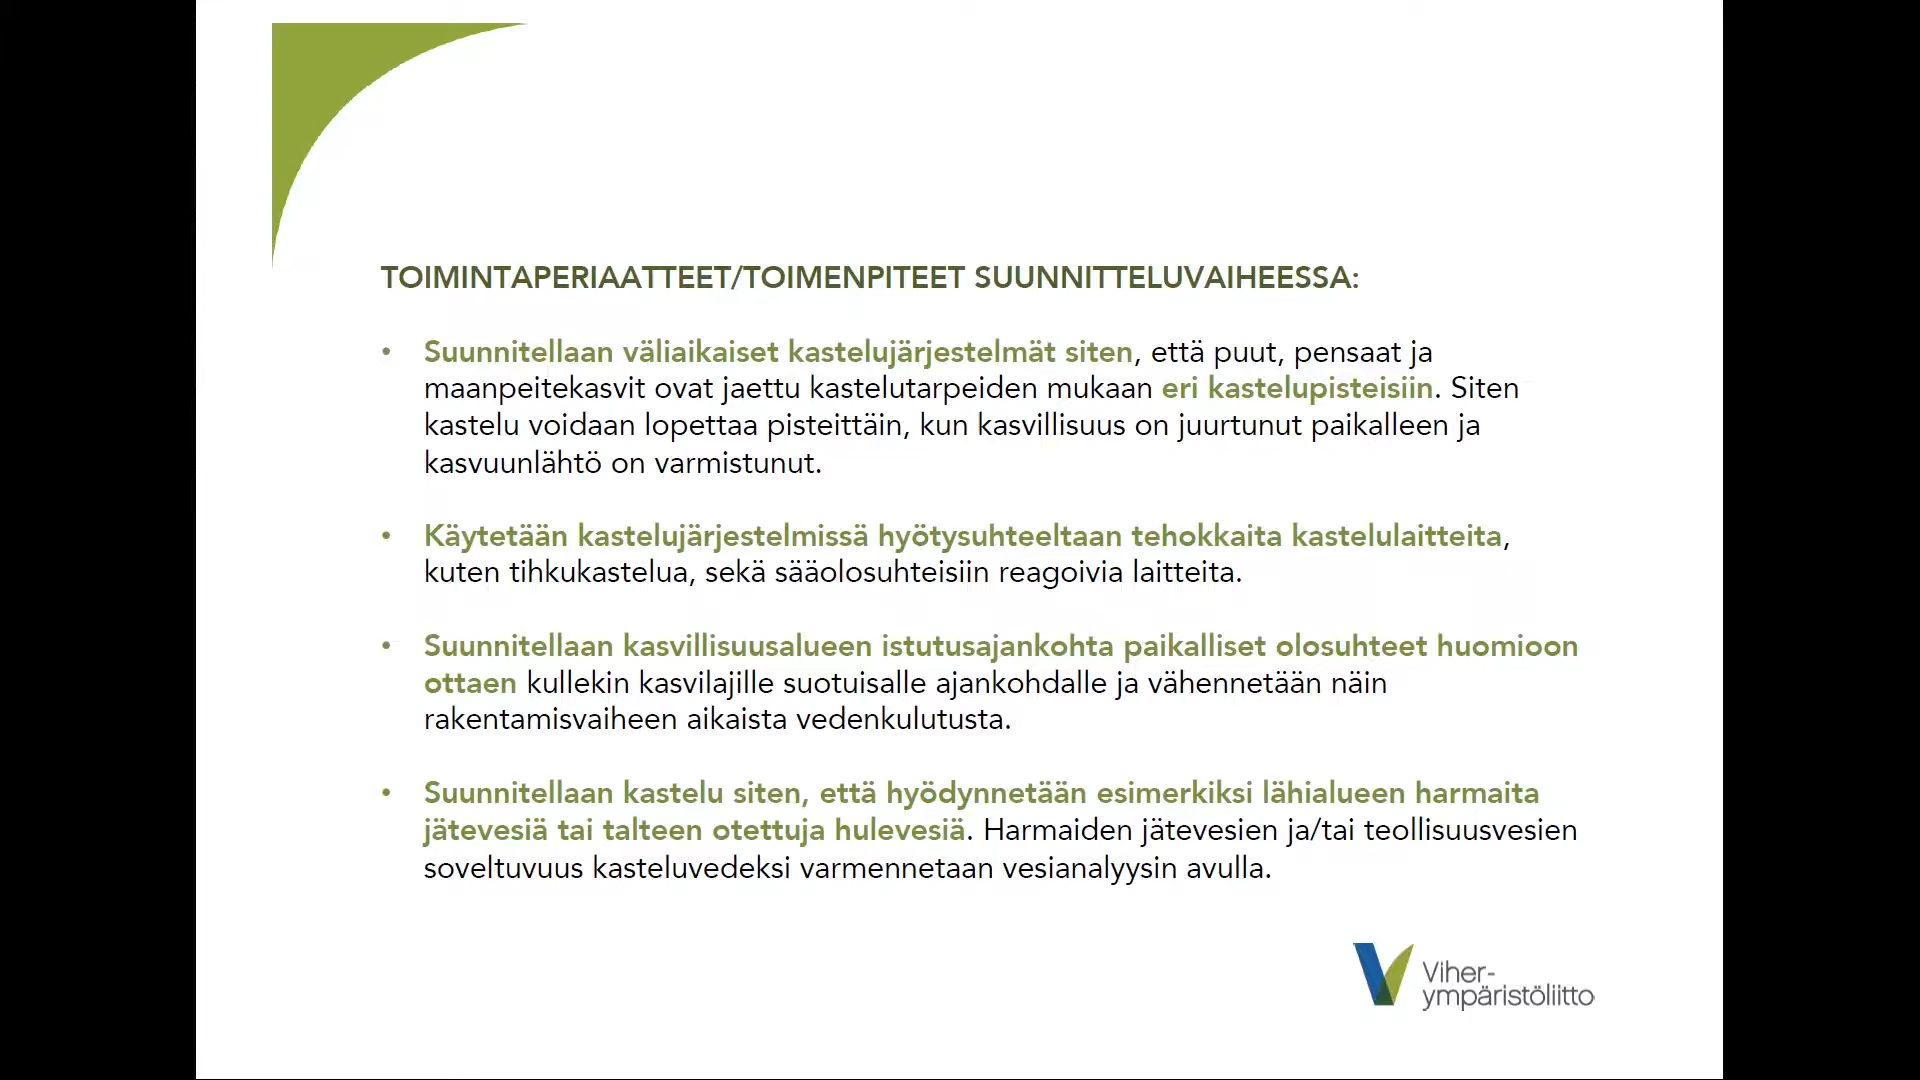 TOIMINTAPERIAATTEET/TOIMENPITEET SUUNNITTELUVAIHEESSA:
• Suunnitellaan väliaikaiset kastelujärjestelmät siten, että puut, pensaat ja
maanpeitekasvit ovat jaettu kastelutarpeiden mukaan eri kastelupisteisiin. Siten
kastelu voidaan lopettaa pisteittäin, kun kasvillisuus on juurtunut paikalleen ja
kasvuunlähtö on varmistunut.
• Käytetään kastelujärjestelmissä hyötysuhteeltaan tehokkaita kastelulaitteita,
kuten tihkukastelua, sekä sääolosuhteisiin reagoivia laitteita.
• Suunnitellaan kasvillisuusalueen istutusajankohta paikalliset olosuhteet huomioon
ottaen kullekin kasvilajille suotuisalle ajankohdalle ja vähennetään näin
rakentamisvaiheen aikaista vedenkulutusta.
• Suunnitellaan kastelu siten, että hyödynnetään esimerkiksi lähialueen harmaita
jätevesiä tai talteen otettuja hulevesiä. Harmaiden jätevesien ja/tai teollisuusvesien
soveltuvuus kasteluvedeksi varmennetaan vesianalyysin avulla.
Viher-
ympäristöliitto